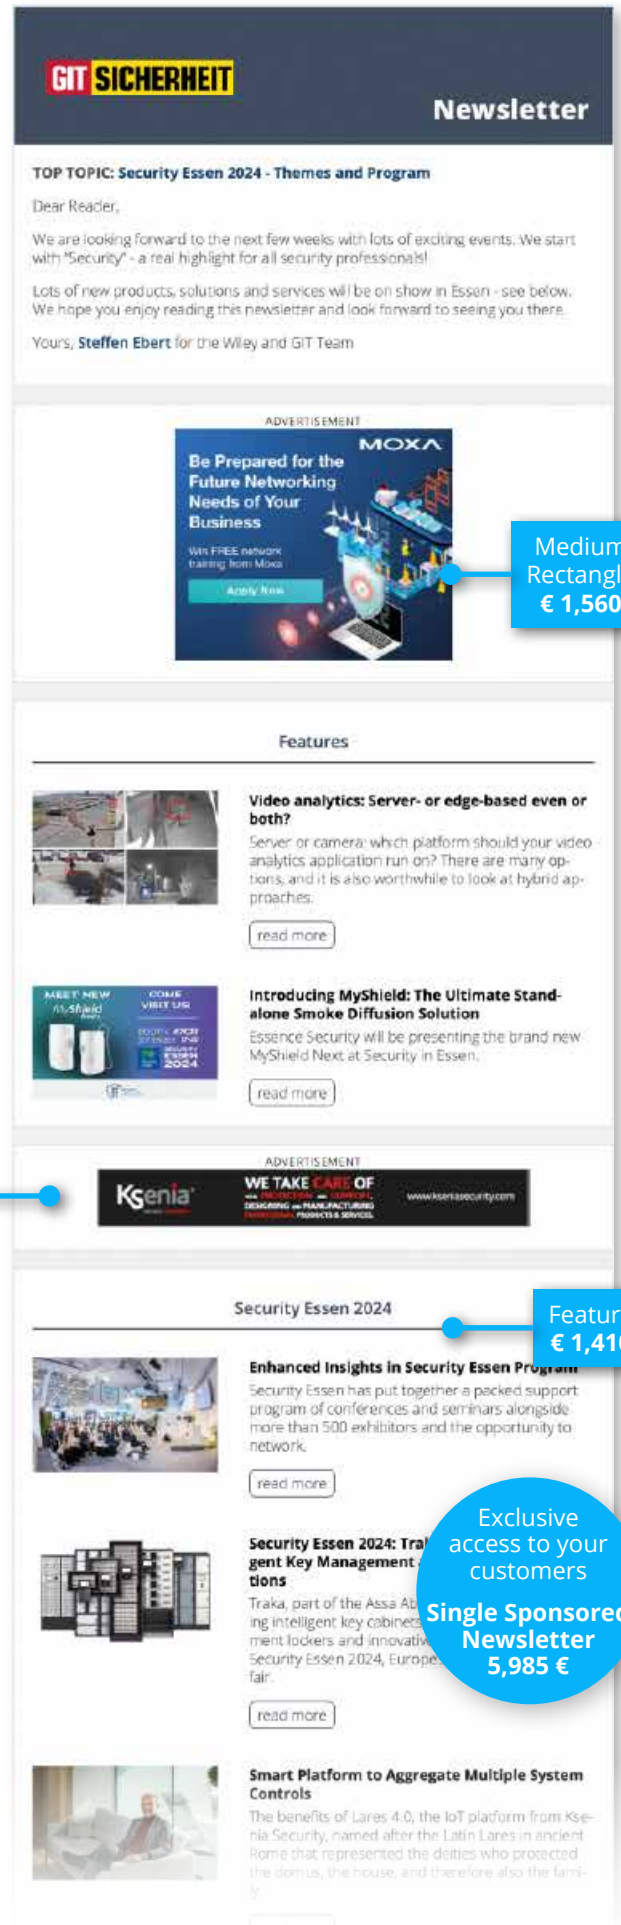 GIT SICHERHEIT
Newsletter
TOP TOPIC: Security Essen 2024 - Themes and Program
Dear Reader,
We are looking forward to the next few weeks with lots of exciting events. We start
with "Security" - a real highlight for all security professionals!
Lots of new products, solutions and services will be on show in Essen - see below.
We hope you enjoy reading this newsletter and look forward to seeing you there.
Yours, Steffen Ebert for the Wiley and GIT Team
ADVERTISEMENT
MOXA
Be Prepared for the
Future Networking
Needs of Your
Business
Win FREE network
training from Moxa
Apply Now
Medium
Rectangl
€ 1,560
Features
Video analytics: Server- or edge-based even or
both?
Server or camera: which platform should your video
analytics application run on? There are many op-
tions, and it is also worthwhile to look at hybrid ap-
proaches.
read more
MEET NEW
MyShield
COME
VISIT US!
SECURITY
ESSEN
2024
Introducing MyShield: The Ultimate Stand-
alone Smoke Diffusion Solution
Essence Security will be presenting the brand new
MyShield Next at Security in Essen.
read more
ADVERTISEMENT
Ksenia
WE TAKE CARE OF
DESIGNING and MANUFACTURING
PRODUCTS & SERVICES.
www.kseniasecurity.com
Security Essen 2024
Featur
€ 1,410
Enhanced Insights in Security Essen Program
Security Essen has put together a packed support
program of conferences and seminars alongside
more than 500 exhibitors and the opportunity to
network.
read more
Security Essen 2024: Tra
gent Key Management
tions
Traka, part of the Assa Ab
ing intelligent key cabinets
ment lockers and innovativ
Security Essen 2024, Europe
fair.
read more
Exclusive
access to your
customers
Single Sponsored
Newsletter
5,985 €
Smart Platform to Aggregate Multiple System
Controls
The benefits of Lares 4.0, the IoT platform from Kse-
nia Security, named after the Latin Lares in ancient
Rome that represented the deities who protected
the domus, the house, and therefore also the fami-
ly.